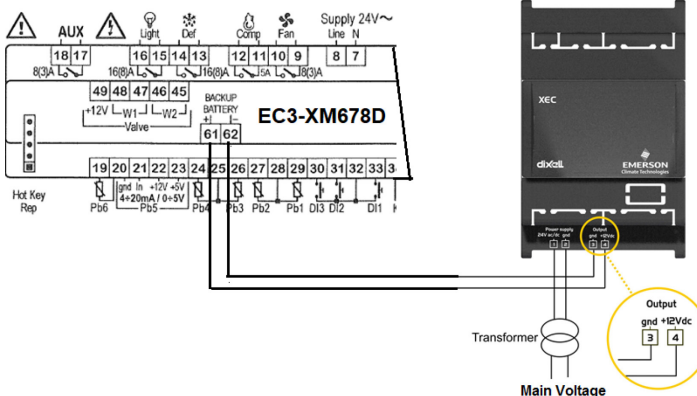 AUX Light Def Comp Fan Supply 24V~
Line N
18 17 16 15 14 13 12 11 10 9 8 7
8(3)A 16(8)A 16(8)A 5A 8(3)A
49 48 47 46 45
+12V W1 W2
Valve
BACKUP
BATTERY
+ -
61 62
EC3-XM678D
19 20 21 22 23 24 25 26 27 28 29 30 31 32 33
gnd In +12V +5V
4÷20mA / 0÷5V
Pb6 Pb5 Pb4 Pb3 Pb2 Pb1 DI3 DI2 DI1
Hot Key
Rep
XEC
dixell
EMERSON
Climate Technologies
Power supply
24V ac/dc gnd
Output
gnd +12Vdc
1 2 3 4
Transformer
Main Voltage
Output
gnd +12Vdc
3 4